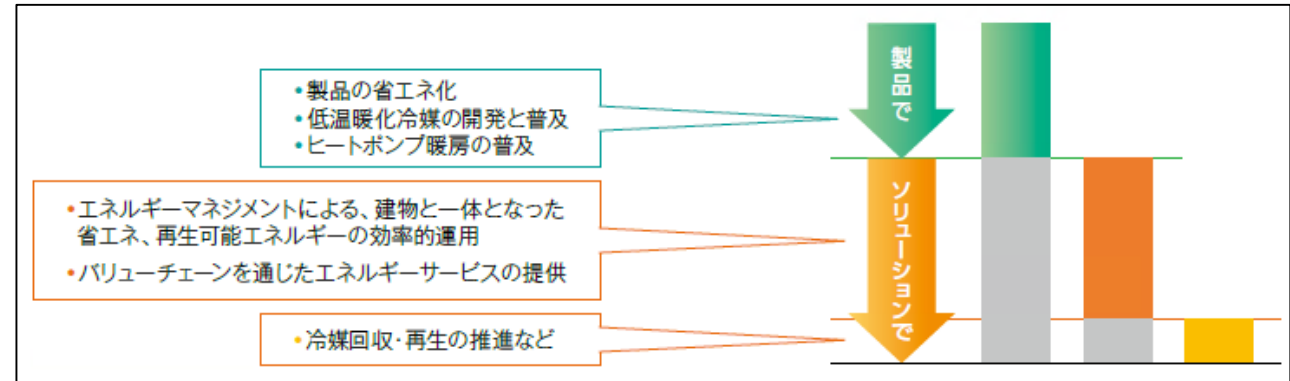 •製品の省エネ化
•低温暖化冷媒の開発と普及
•ヒートポンプ暖房の普及
•エネルギーマネジメントによる、建物と一体となった
省エネ、再生可能エネルギーの効率的運用
•バリューチェーンを通じたエネルギーサービスの提供
•冷媒回収・再生の推進など
製品で
ソリューションで